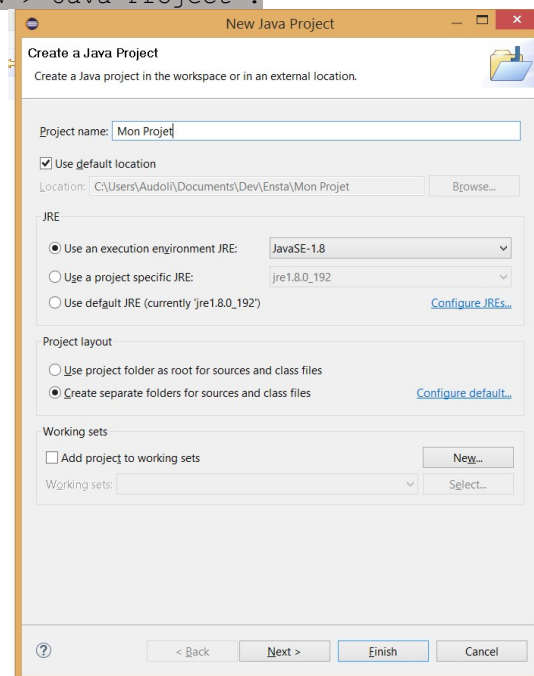 > Java Project".
New Java Project
Create a Java Project
Create a Java project in the workspace or in an external location.
Project name: Mon Projet
Use default location
Location: C:\Users\Audoli\Documents\Dev\Ensta\Mon Projet Browse...
JRE
Use an execution environment JRE: JavaSE-1.8
Use a project specific JRE: jre1.8.0_192
Use default JRE (currently 'jre1.8.0_192') Configure JREs...
Project layout
Use project folder as root for sources and class files
Create separate folders for sources and class files Configure default...
Working sets
Add project to working sets New...
Working sets: Select...
? < Back Next > Finish Cancel